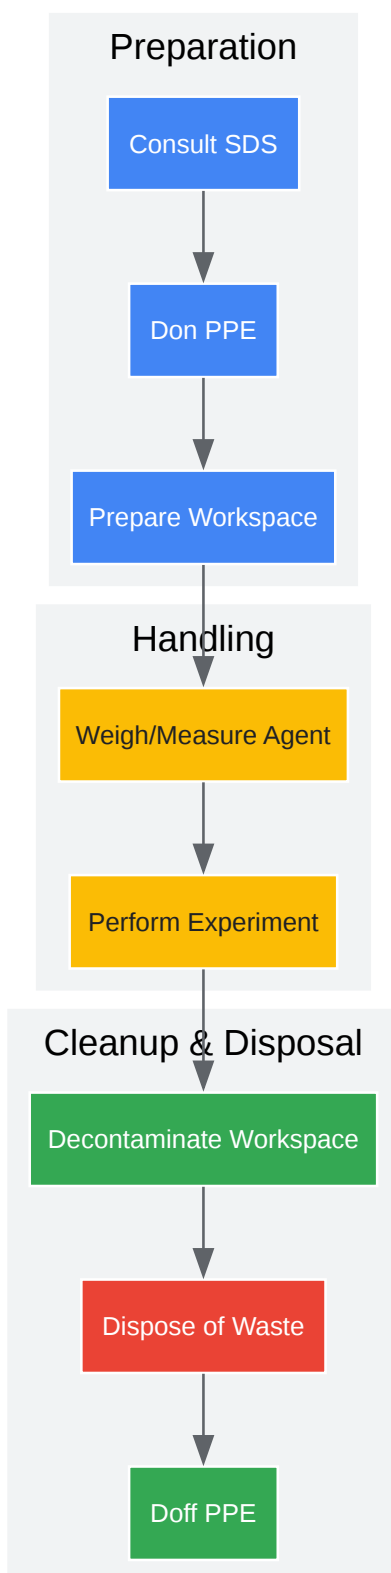 Preparation
Consult SDS
Don PPE
Prepare Workspace
Handling
Weigh/Measure Agent
Perform Experiment
Cleanup & Disposal
Decontaminate Workspace
Dispose of Waste
Doff PPE